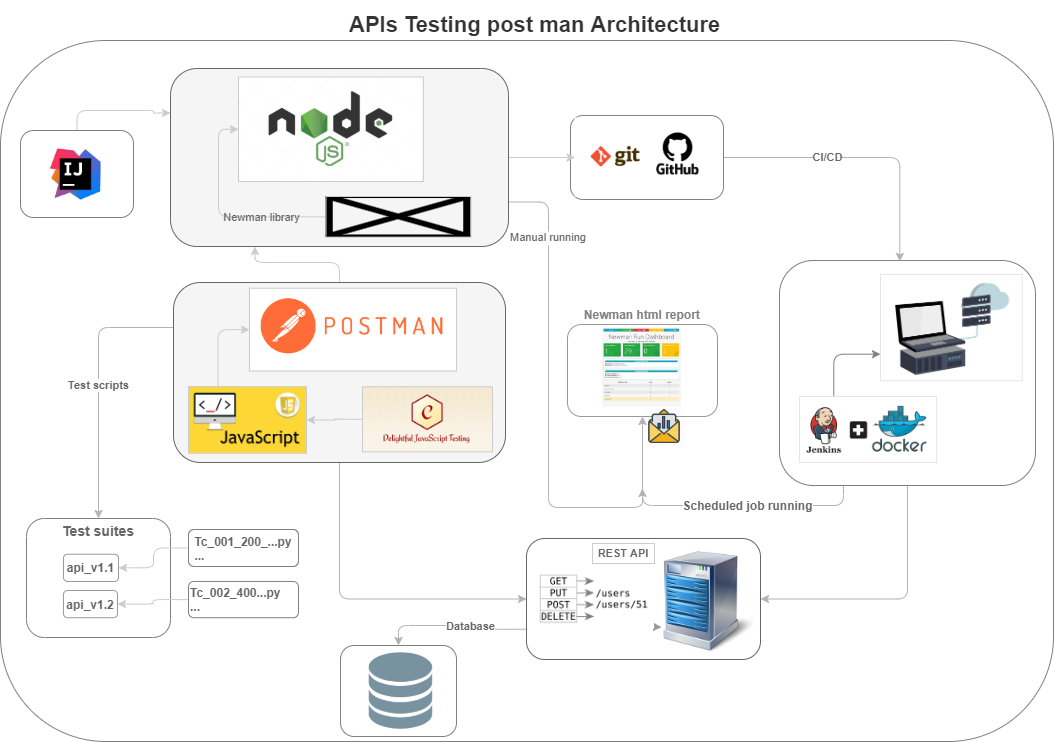 APIs Testing post man Architecture
IJ
node
JS
Newman library
git
GitHub
CI/CD
Manual running
POSTMAN
JS
JavaScript
C
Delightful JavaScript Testing
Newman html report
Newman Run Dashboard
Jenkins
docker
Test scripts
Scheduled job running
Test suites
api_v1.1
api_v1.2
Tc_001_200_...py
...
Tc_002_400...py
...
REST API
GET
PUT
POST
DELETE
/users
/users/51
Database